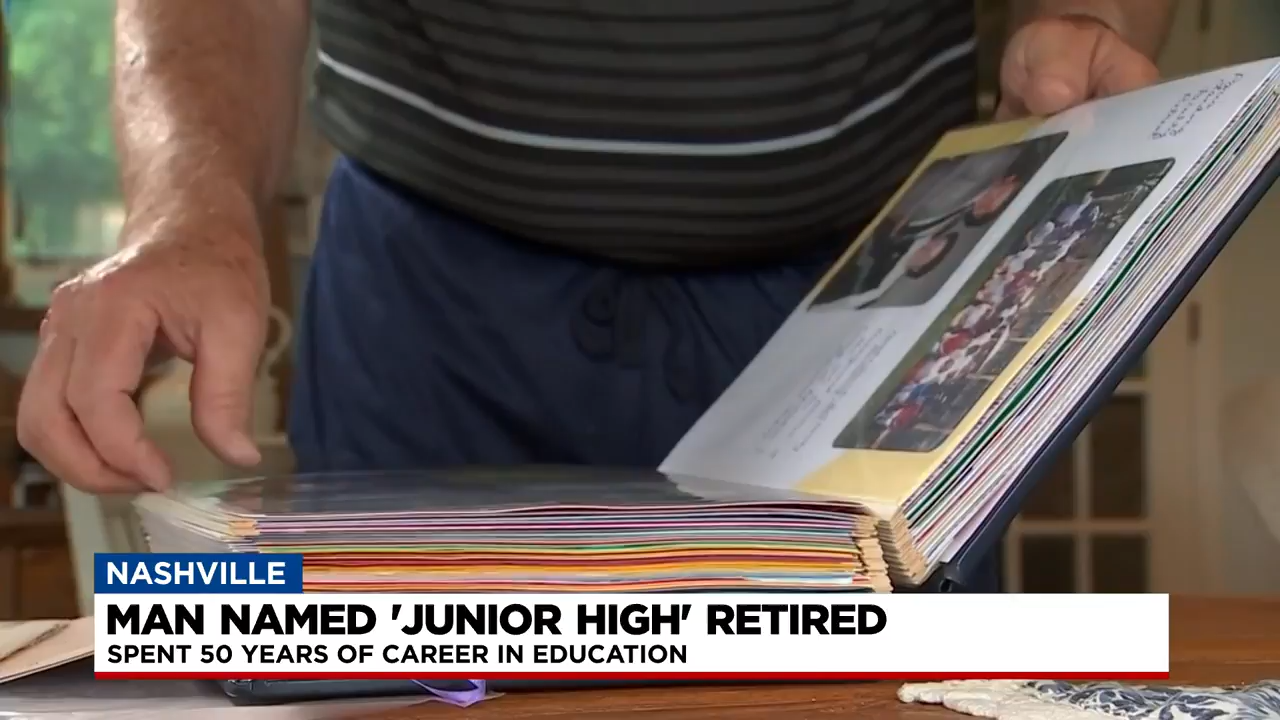 NASHVILLE
MAN NAMED 'JUNIOR HIGH' RETIRED
SPENT 50 YEARS OF CAREER IN EDUCATION